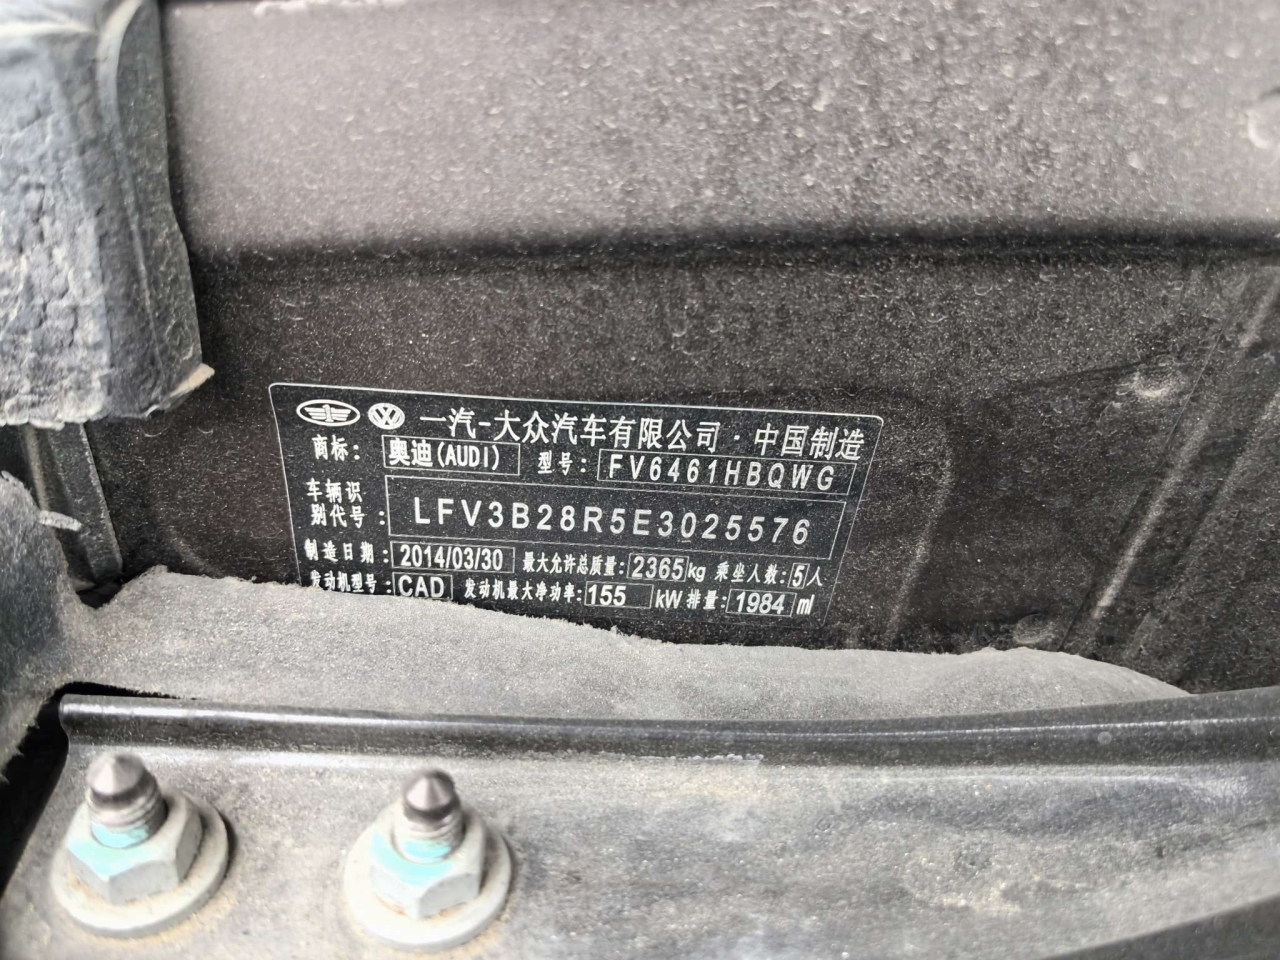 一汽-大众汽车有限公司·中国制造
商标: 奥迪(AUDI) 型号: FV6461HBQWG
车辆识别代号: LFV3B28R5E3025576
制造日期: 2014/03/30 最大允许总质量: 2365kg 乘坐人数: 5人
发动机型号: CAD 发动机最大净功率: 155 kW 排量: 1984 ml